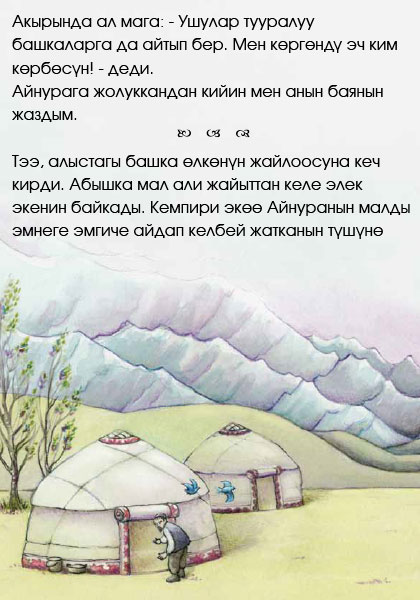 Акырында ал мага: - Ушулар тууралуу
башкаларга да айтып бер. Мен көргөндү эч ким
көрбөсүн! - деди.
Айнурага жолуккандан кийин мен анын баянын
жаздым.
Тээ, алыстагы башка өлкөнүн жайлоосуна кеч
кирди. Абышка мал али жайыттан келе элек
экенин байкады. Кемпири экөө Айнуранын малды
эмнеге эмгиче айдап келбей жатканын түшүнө